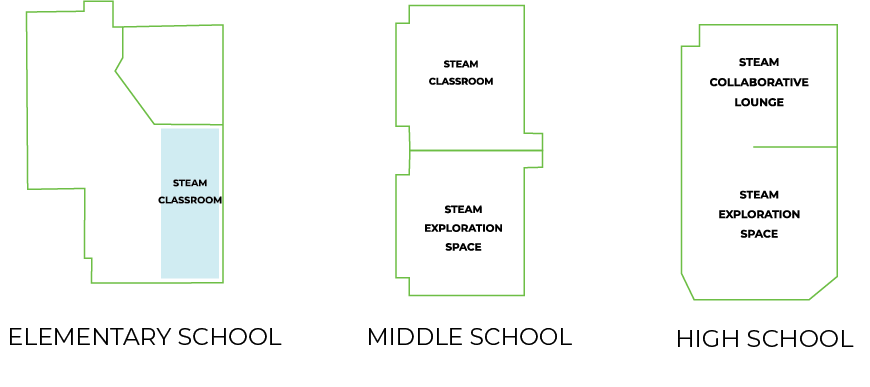 STEAM
CLASSROOM
ELEMENTARY SCHOOL
STEAM
CLASSROOM
STEAM
EXPLORATION
SPACE
MIDDLE SCHOOL
STEAM
COLLABORATIVE
LOUNGE
STEAM
EXPLORATION
SPACE
HIGH SCHOOL